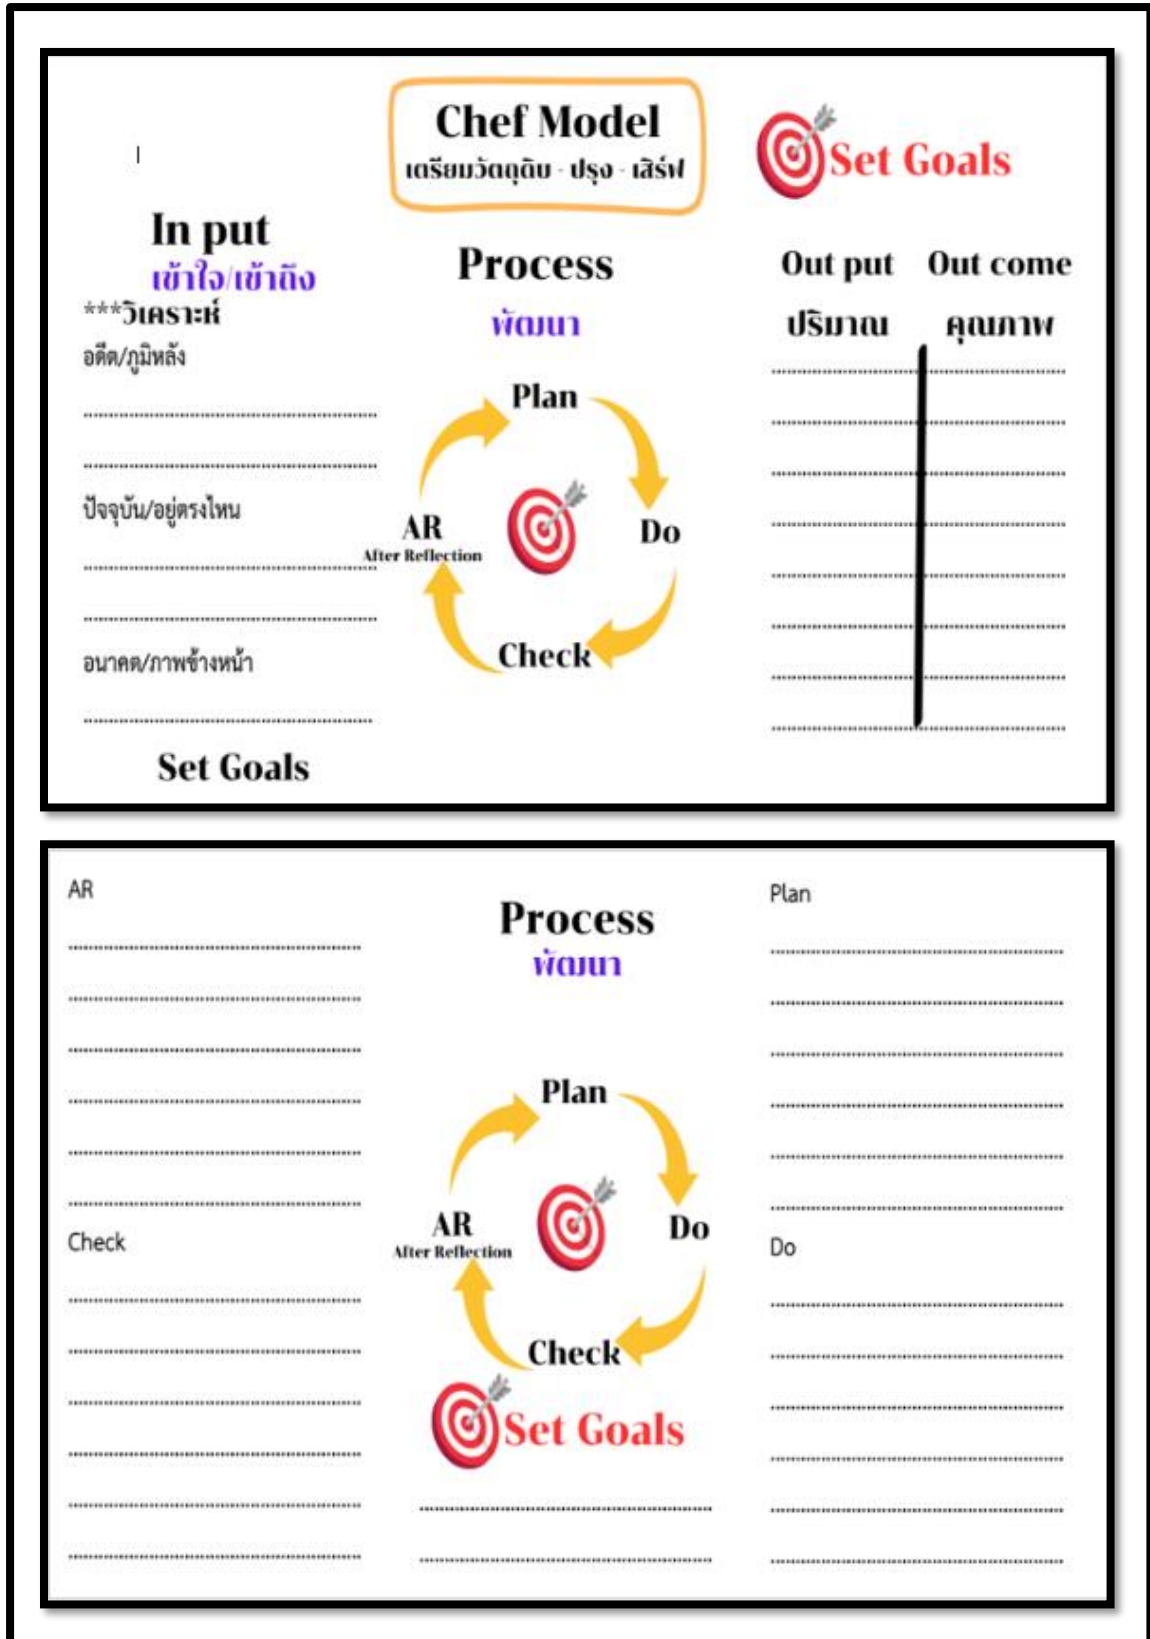 Chef Model
เตรียมวัตถุดิบ - ปรุง - เสิร์ฟ
Set Goals
In put
เข้าใจ/เข้าถึง
***วิเคราะห์
อดีต/ภูมิหลัง
ปัจจุบัน/อยู่ตรงไหน
อนาคต/ภาพข้างหน้า
Set Goals
Process
พัฒนา
Plan
Do
Check
AR
After Reflection
Out put Out come
ปริมาณ คุณภาพ
AR
Check
Process
พัฒนา
Plan
Do
Check
AR
After Reflection
Set Goals
Plan
Do